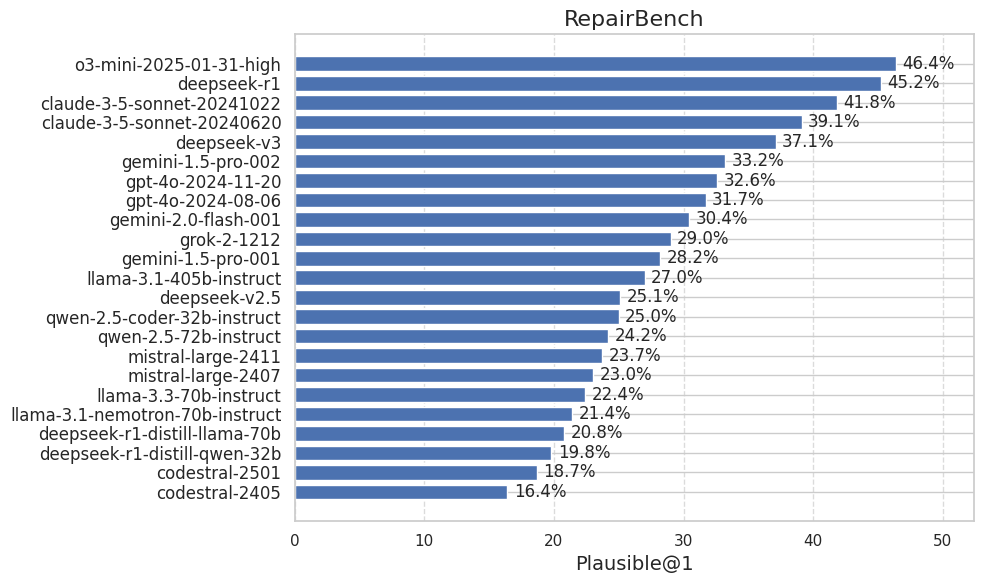 RepairBench
o3-mini-2025-01-31-high 46.4%
deepseek-r1 45.2%
claude-3-5-sonnet-20241022 41.8%
claude-3-5-sonnet-20240620 39.1%
deepseek-v3 37.1%
gemini-1.5-pro-002 33.2%
gpt-4o-2024-11-20 32.6%
gpt-4o-2024-08-06 31.7%
gemini-2.0-flash-001 30.4%
grok-2-1212 29.0%
gemini-1.5-pro-001 28.2%
llama-3.1-405b-instruct 27.0%
deepseek-v2.5 25.1%
qwen-2.5-coder-32b-instruct 25.0%
qwen-2.5-72b-instruct 24.2%
mistral-large-2411 23.7%
mistral-large-2407 23.0%
llama-3.3-70b-instruct 22.4%
llama-3.1-nemotron-70b-instruct 21.4%
deepseek-r1-distill-llama-70b 20.8%
deepseek-r1-distill-qwen-32b 19.8%
codestral-2501 18.7%
codestral-2405 16.4%
0 10 20 30 40 50
Plausible@1